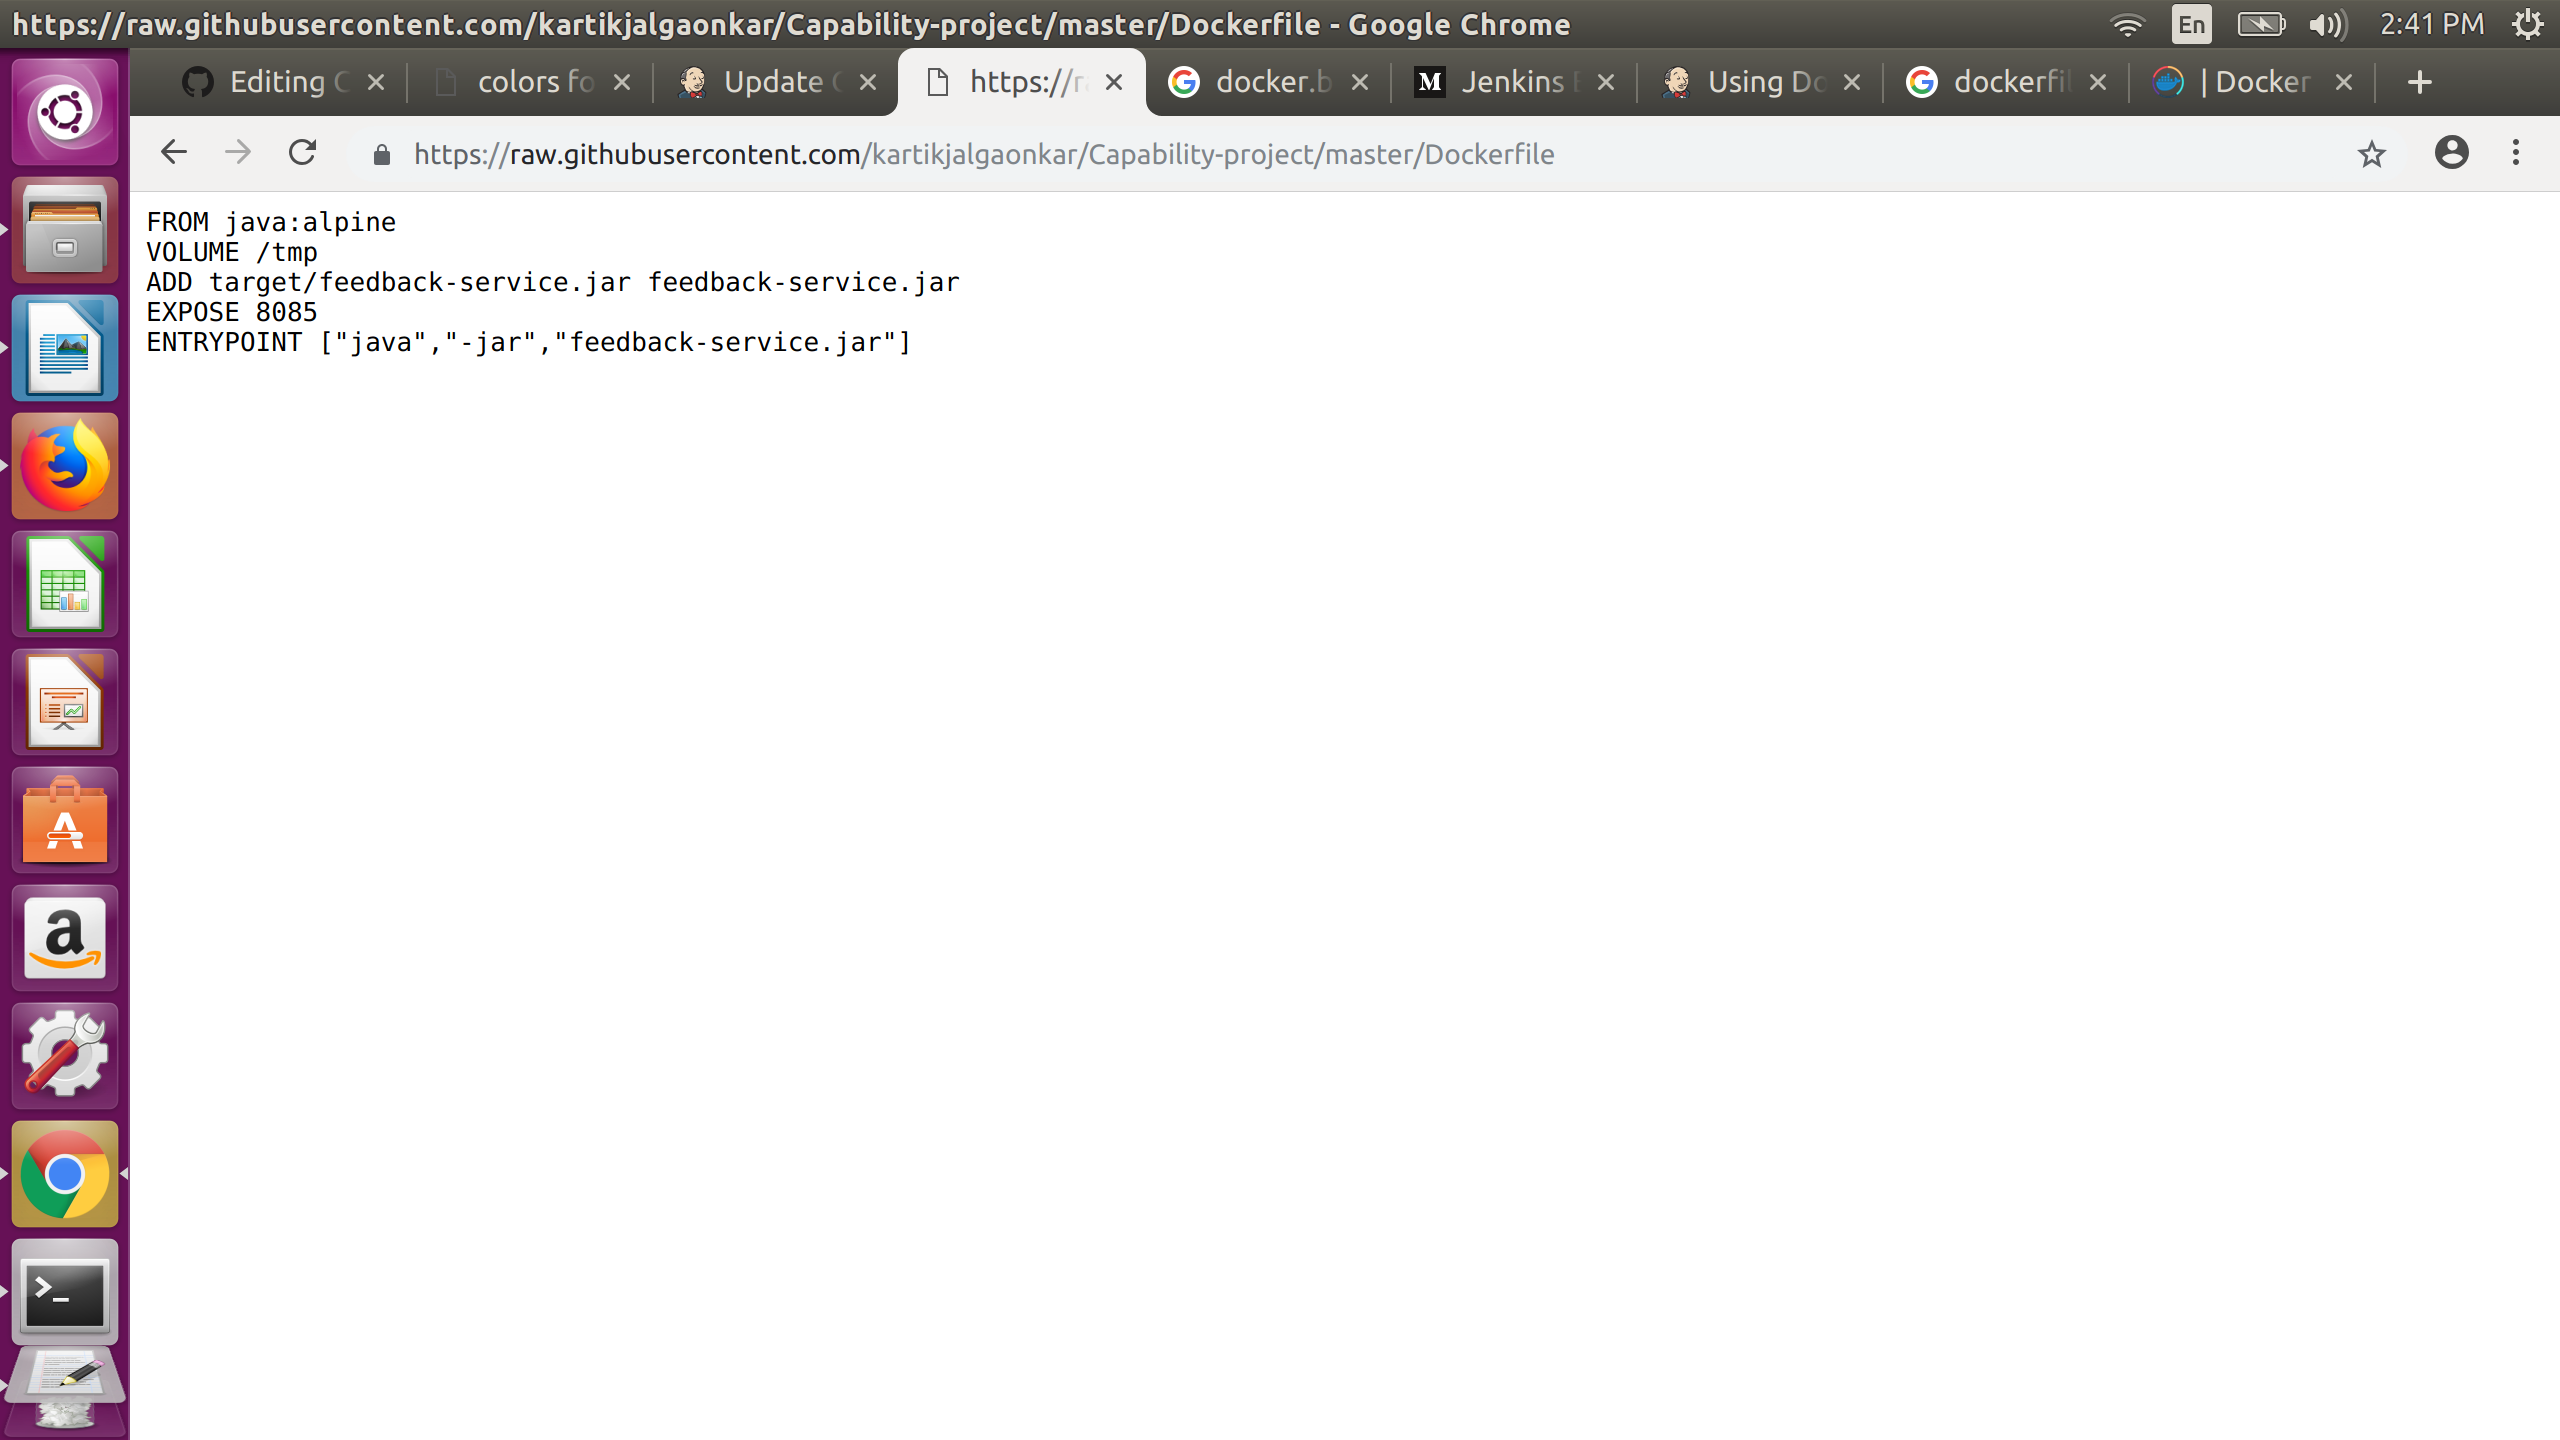 https://raw.githubusercontent.com/kartikjalgaonkar/Capability-project/master/Dockerfile - Google Chrome
En
2:41 PM
Editing
colors fo
Update
https://
docker.b
Jenkins
Using Do
dockerfil
| Docker
https://raw.githubusercontent.com/kartikjalgaonkar/Capability-project/master/Dockerfile
FROM java:alpine
VOLUME /tmp
ADD target/feedback-service.jar feedback-service.jar
EXPOSE 8085
ENTRYPOINT ["java","-jar","feedback-service.jar"]